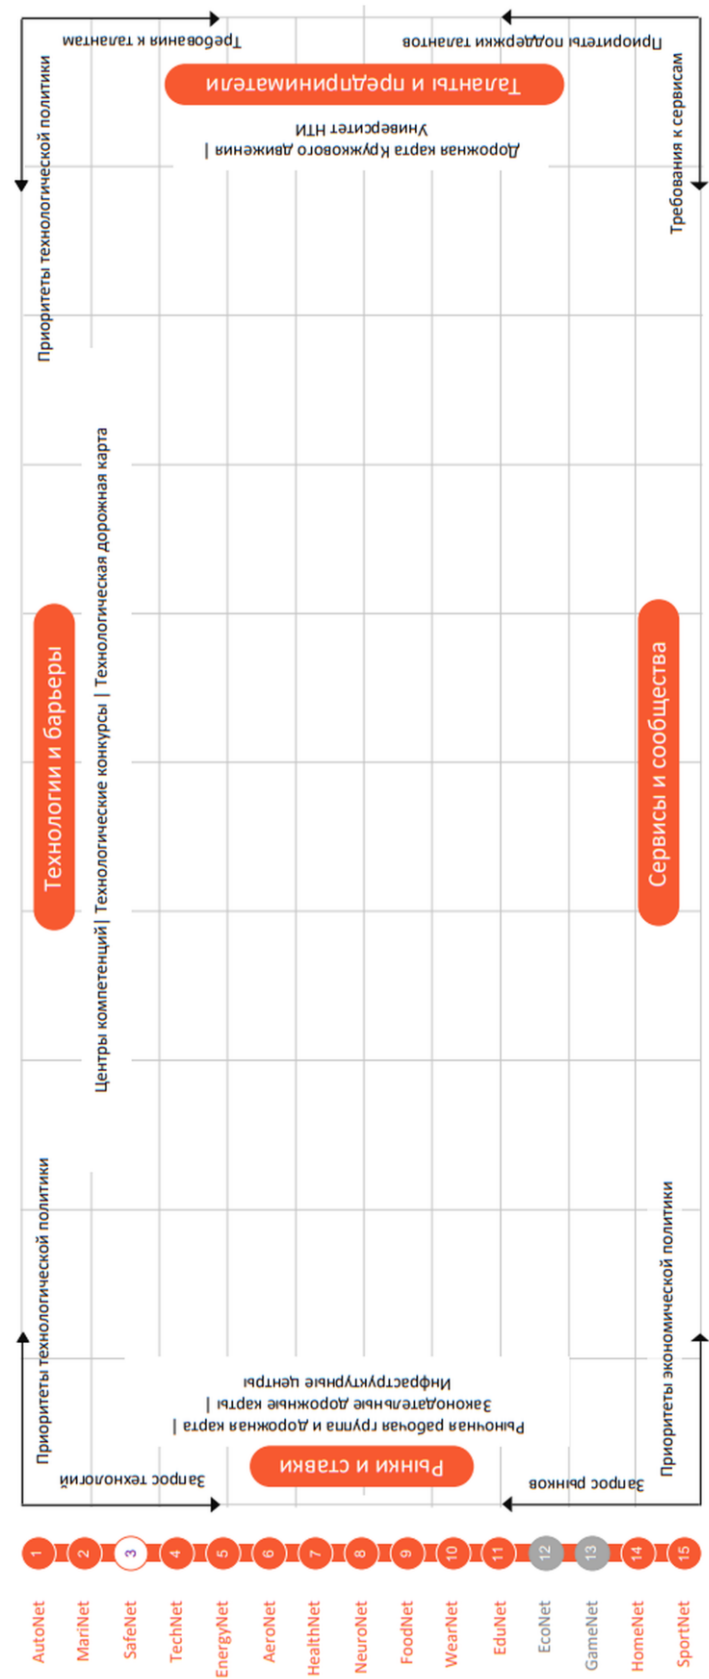 AutoNet
MariNet
SafeNet
TechNet
EnergyNet
AeroNet
HealthNet
NeuroNet
FoodNet
WearNet
EduNet
EcoNet
GameNet
HomeNet
SportNet
1
2
3
4
5
6
7
8
9
10
11
12
13
14
15
Запрос технологий
Приоритеты технологической политики
Рынки и ставки
Рыночная рабочая группа и дорожная карта |
Законодательные дорожные карты |
Инфраструктурные центры
Запрос рынков
Приоритеты экономической политики
Технологии и барьеры
Центры компетенций| Технологические конкурсы | Технологическая дорожная карта
Сервисы и сообщества
Приоритеты технологической политики
Требования к талантам
Таланты и предприниматели
Дорожная карта Кружкового движения |
Университет НТИ
Приоритеты поддержки талантов
Требования к сервисам